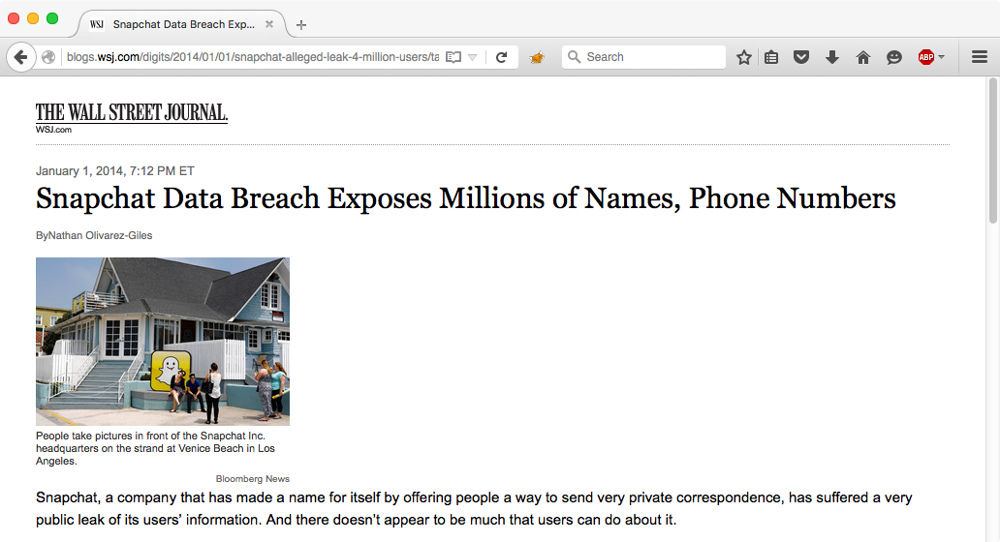 WSJ Snapchat Data Breach Exp...
blogs.wsj.com/digits/2014/01/01/snapchat-alleged-leak-4-million-users/ta
Search
ABP
THE WALL STREET JOURNAL.
WSJ.com
January 1, 2014, 7:12 PM ET
Snapchat Data Breach Exposes Millions of Names, Phone Numbers
ByNathan Olivarez-Giles
People take pictures in front of the Snapchat Inc.
headquarters on the strand at Venice Beach in Los
Angeles.
Bloomberg News
Snapchat, a company that has made a name for itself by offering people a way to send very private correspondence, has suffered a very
public leak of its users’ information. And there doesn’t appear to be much that users can do about it.